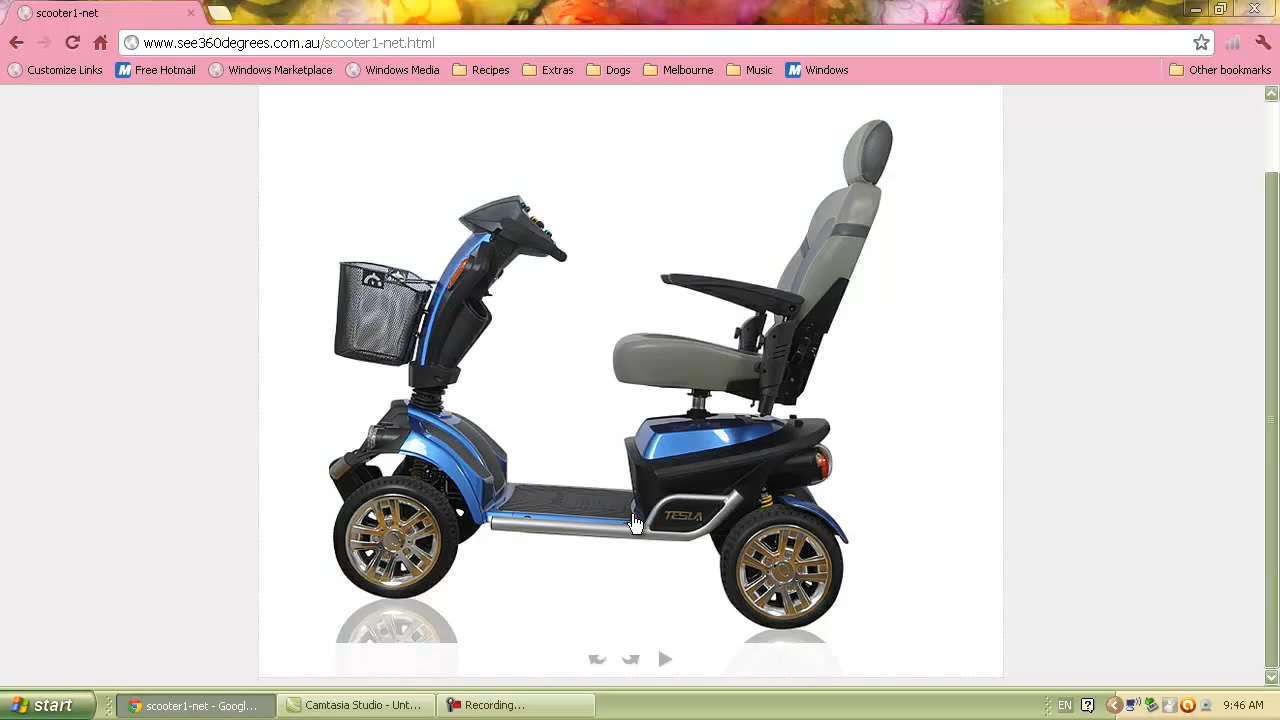 scooter1-net
www.see360degrees.com.au/scooter1-net.html
Customize Links Free Hotmail Windows Marketplace Windows Media Recipes Extras Dogs Melbourne Music Windows Other bookmarks
TESLA
start scooter1-net - Googl... Camtasia Studio - Unt... Recording... EN 9:46 AM